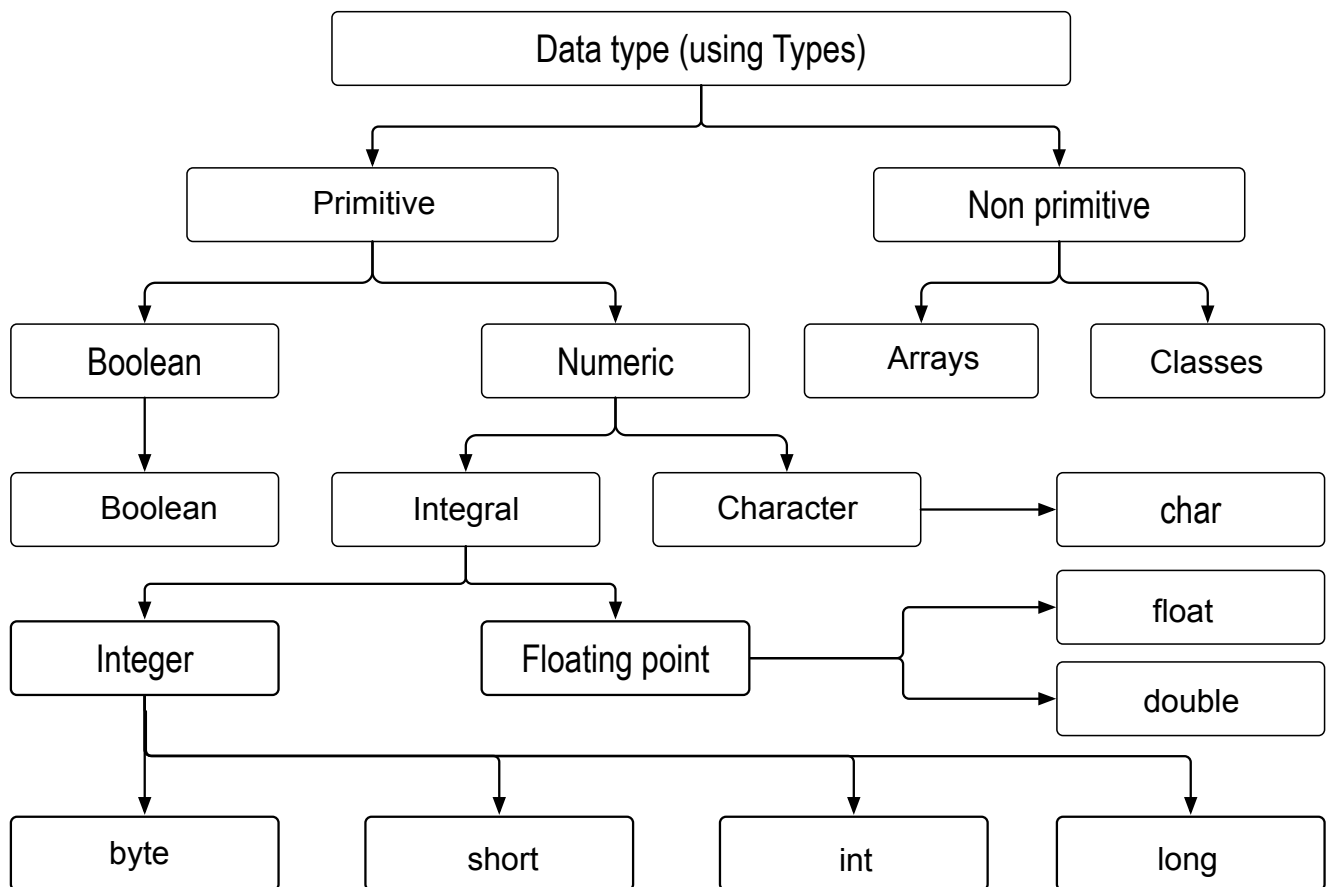 Data type (using Types)
Primitive
Non primitive
Boolean
Numeric
Arrays
Classes
Boolean
Integral
Character
char
Integer
Floating point
float
double
byte
short
int
long